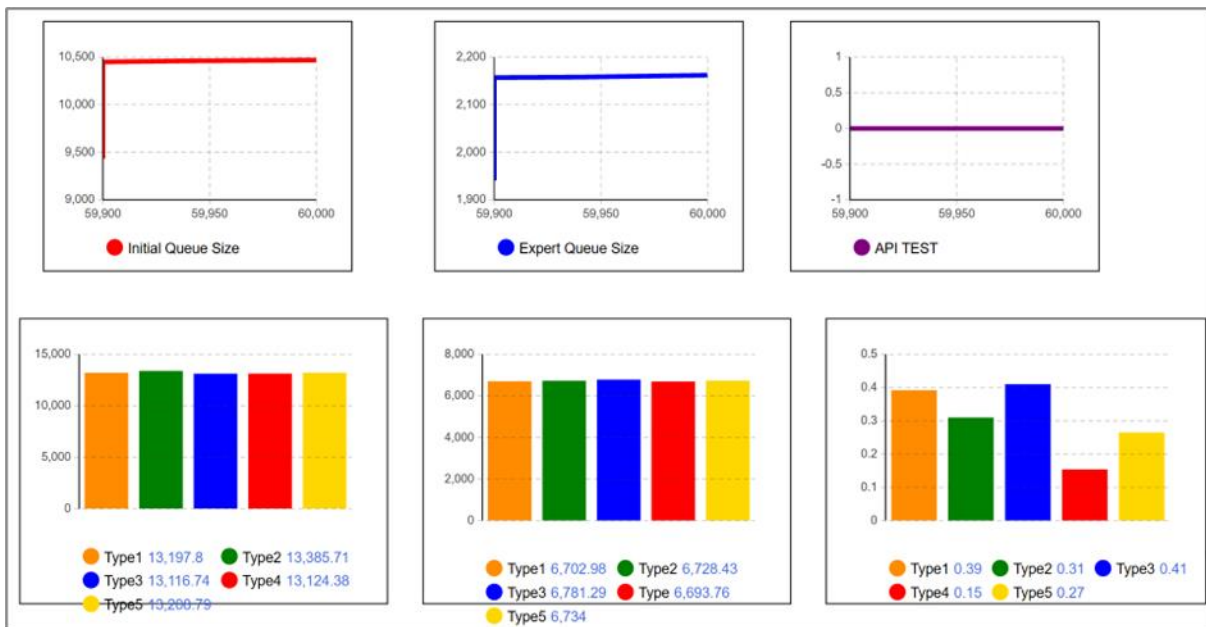 10,500
10,000
9,500
9,000
59,900 59,950 60,000
Initial Queue Size
2,200
2,100
2,000
1,900
59,900 59,950 60,000
Expert Queue Size
1
0.5
0
-0.5
-1
59,900 59,950 60,000
API TEST
15,000
10,000
5,000
0
Type1 13,197.8 Type2 13,385.71
Type3 13,116.74 Type4 13,124.38
Type5 13,200.79
8,000
6,000
4,000
2,000
0
Type1 6,702.98 Type2 6,728.43
Type3 6,781.29 Type 6,693.76
Type5 6,734
0.5
0.4
0.3
0.2
0.1
0
Type1 0.39 Type2 0.31 Type3 0.41
Type4 0.15 Type5 0.27